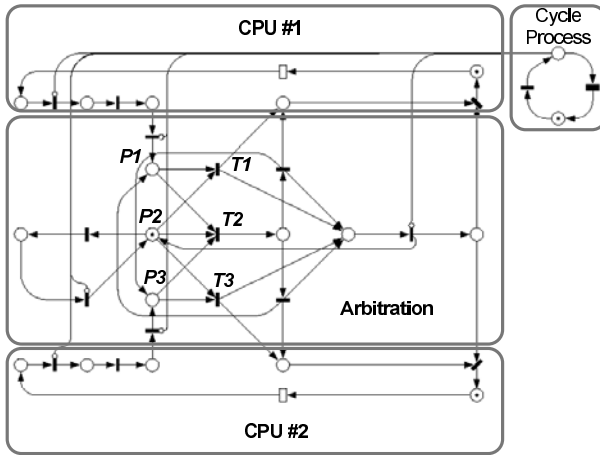 CPU #1
Cycle
Process
P1
T1
P2
T2
P3
T3
Arbitration
CPU #2